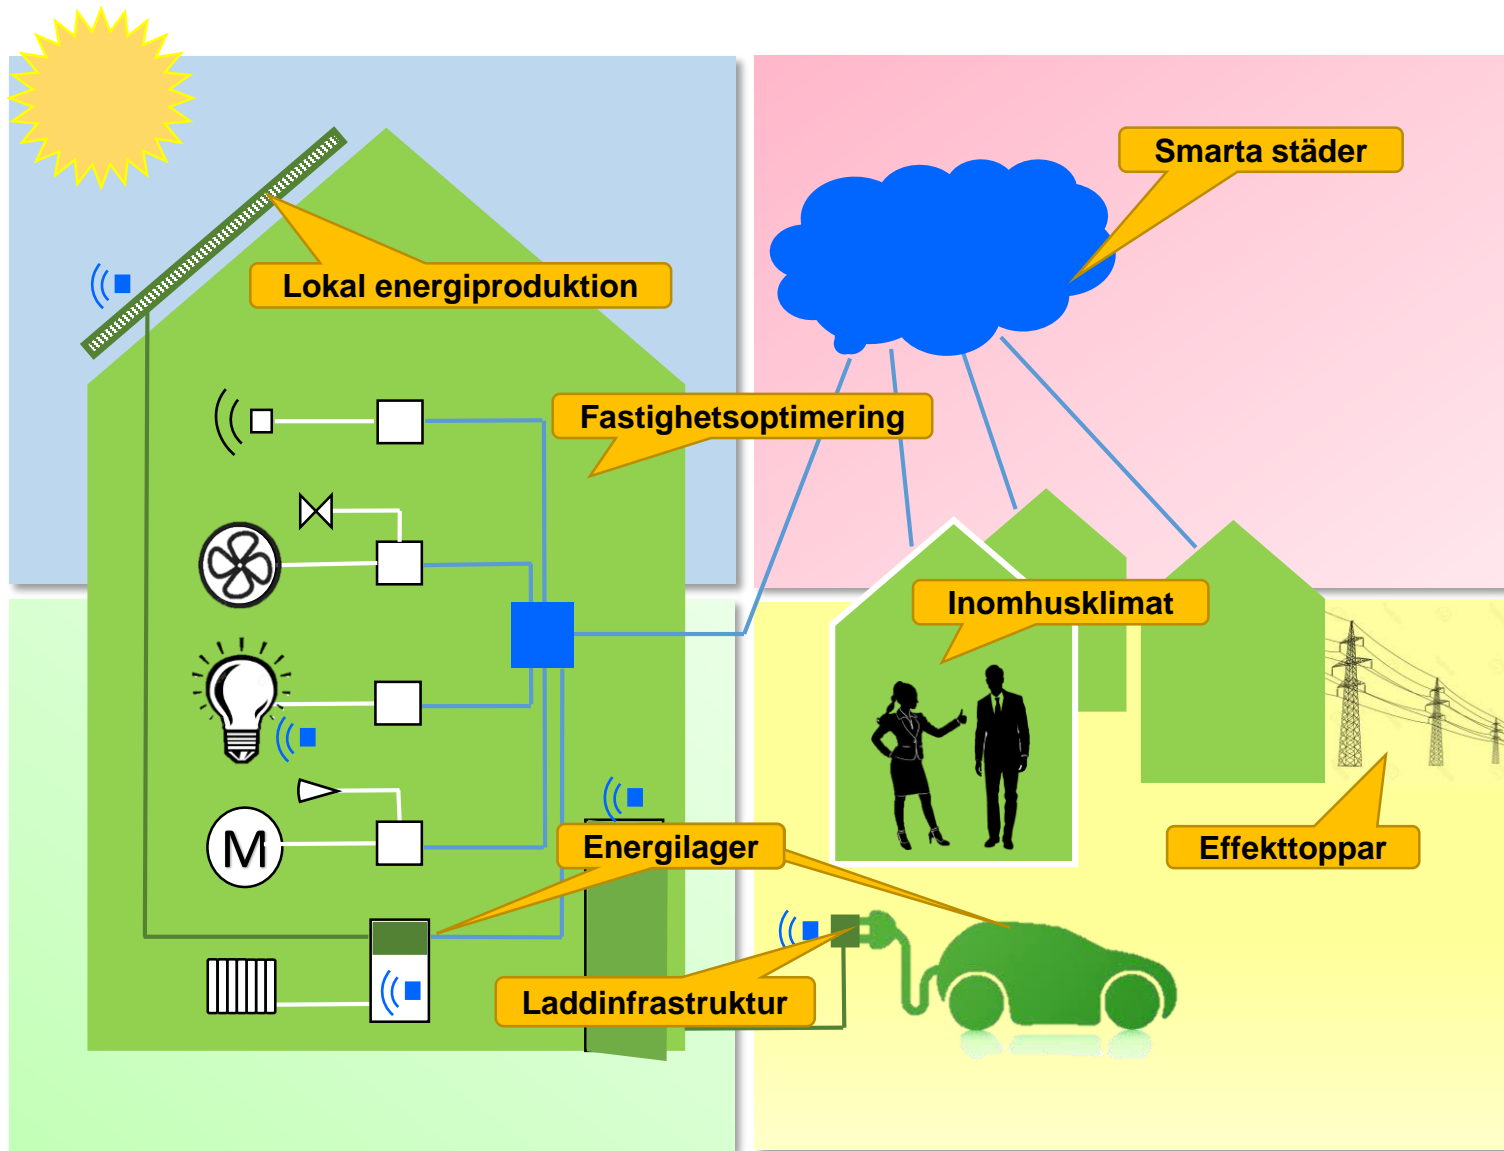 Smarta städer
Lokal energiproduktion
Fastighetsoptimering
Inomhusklimat
M
Energilager
Effekttoppar
Laddinfrastruktur